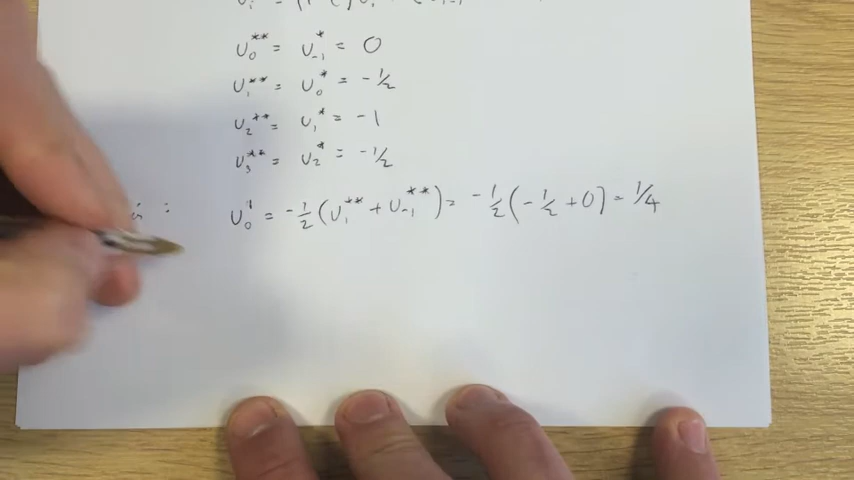 U₀** = U₋₁* = 0
U₁** = U₀* = -1/2
U₂** = U₁* = -1
U₃** = U₂* = -1/2
: U₀¹ = -1/2 (U₁** + U₋₁**) = -1/2 (-1/2 + 0) = 1/4